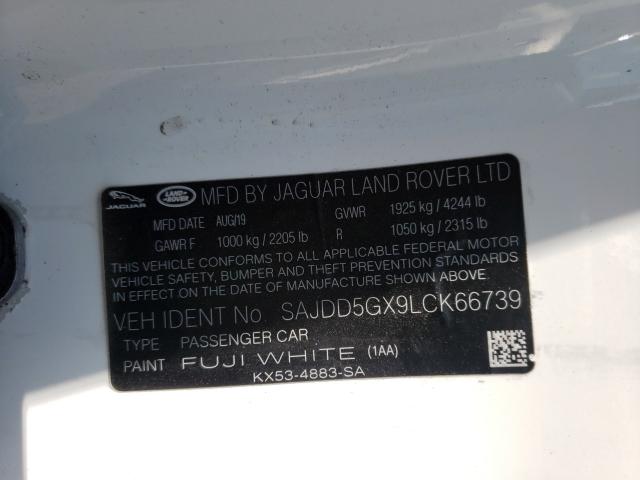 JAGUAR LAND ROVER MFD BY JAGUAR LAND ROVER LTD
MFD DATE AUG/19 GVWR 1925 kg / 4244 lb
GAWR F 1000 kg / 2205 lb R 1050 kg / 2315 lb
THIS VEHICLE CONFORMS TO ALL APPLICABLE FEDERAL MOTOR
VEHICLE SAFETY, BUMPER AND THEFT PREVENTION STANDARDS
IN EFFECT ON THE DATE OF MANUFACTURE SHOWN ABOVE.
VEH IDENT No. SAJDD5GX9LCK66739
TYPE PASSENGER CAR
PAINT FUJI WHITE (1AA)
KX53-4883-SA